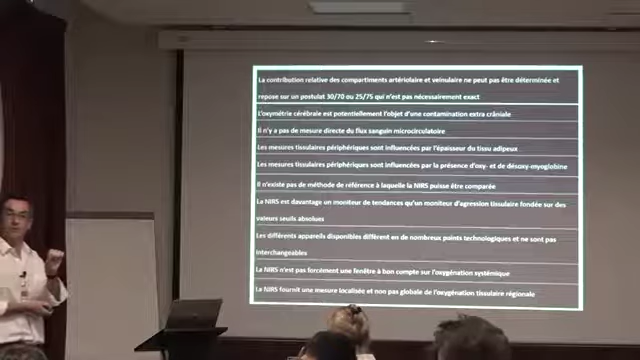 La contribution relative des compartiments artériolaire et veinulaire ne peut pas être déterminée et
repose sur un postulat 30/70 ou 25/75 qui n'est pas nécessairement exact
L'oxymétrie cérébrale est potentiellement l'objet d'une contamination extra crâniale
Il n'y a pas de mesure directe du flux sanguin microcirculatoire
Les mesures tissulaires périphériques sont influencées par l'épaisseur du tissu adipeux
Les mesures tissulaires périphériques sont influencées par la présence d'oxy- et de désoxy-myoglobine
Il n'existe pas de méthode de référence à laquelle la NIRS puisse être comparée
La NIRS est davantage un moniteur de tendances qu'un moniteur d'agression tissulaire fondée sur des
valeurs seuils absolues
Les différents appareils disponibles diffèrent en de nombreux points technologiques et ne sont pas
interchangeables
La NIRS n'est pas forcément une fenêtre à bon compte sur l'oxygénation systémique
La NIRS fournit une mesure localisée et non pas globale de l'oxygénation tissulaire régionale